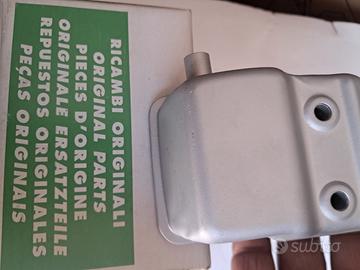 RICAMBI ORIGINALI
ORIGINAL PARTS
PIECES D'ORIGINE
ORIGINALE ERSATZTEILE
REPUESTOS ORIGINALES
PEÇAS ORIGINAIS
subito